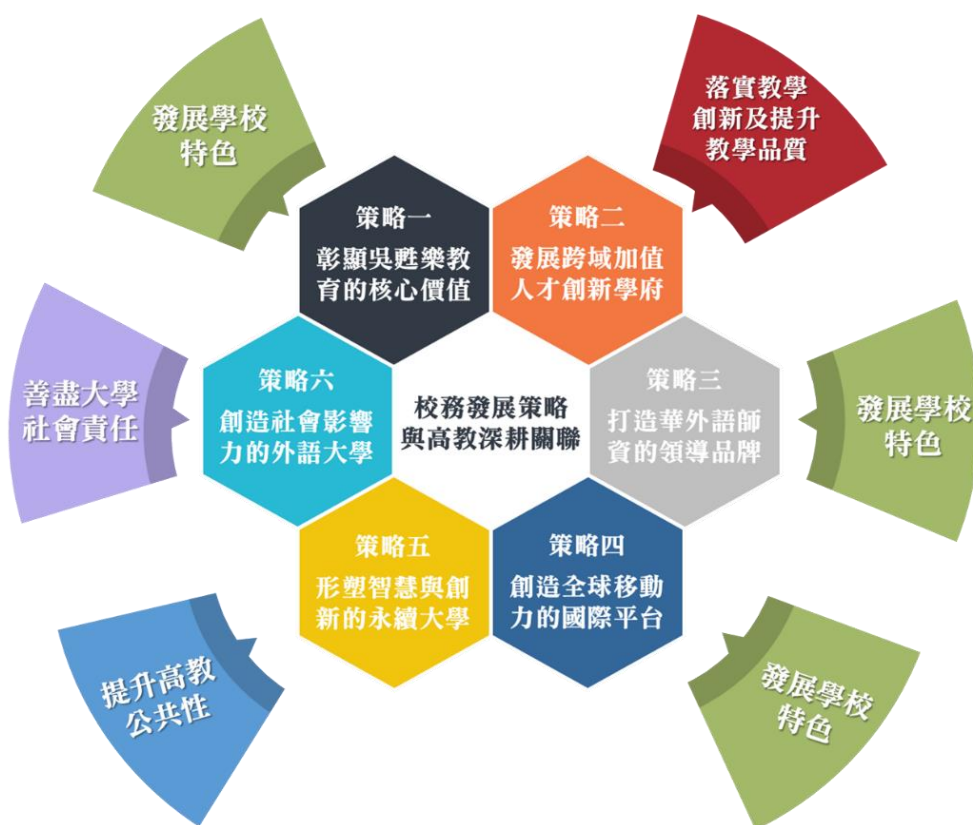 發展學校
特色
落實教學
創新及提升
教學品質
策略一
彰顯吳甦樂教
育的核心價值
策略二
發展跨域加值
人才創新學府
善盡大學
社會責任
策略六
創造社會影響
力的外語大學
校務發展策略
與高教深耕關聯
策略三
打造華外語師
資的領導品牌
發展學校
特色
策略五
形塑智慧與創
新的永續大學
策略四
創造全球移動
力的國際平台
提升高教
公共性
發展學校
特色